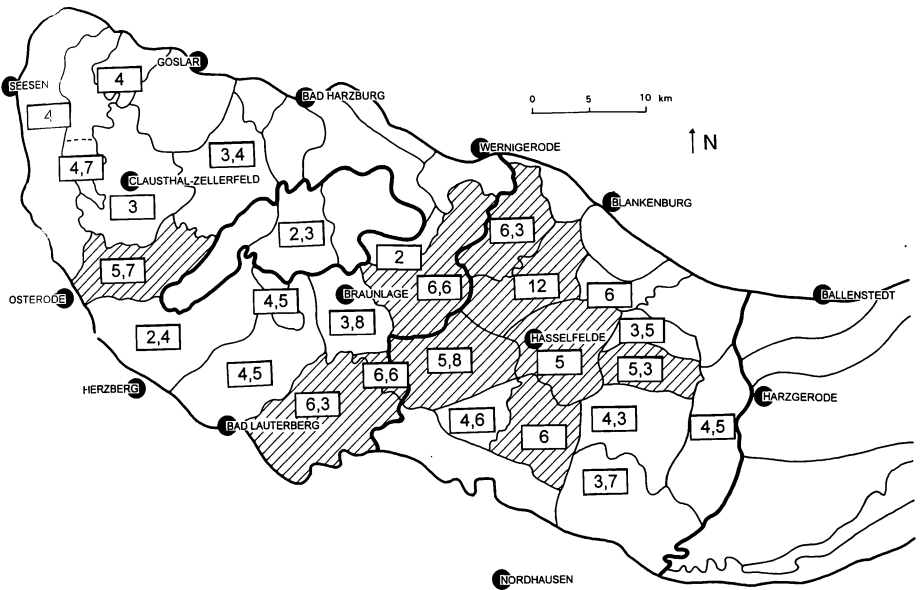 GOSLAR
4
SEESEN
BAD HARZBURG
0 5 10 km
4
N
3,4
WERNIGERODE
4,7
CLAUSTHAL-ZELLERFELD
3
BLANKENBURG
2,3
6,3
2
5,7
6,6
12
6
OSTERODE
4,5
BRAUNLAGE
BALLENSTEDT
3,8
3,5
2,4
HASSELFELDE
5,8
5
5,3
4,5
6,6
HERZBERG
6,3
HARZGERODE
4,6
4,3
4,5
BAD LAUTERBERG
6
3,7
NORDHAUSEN